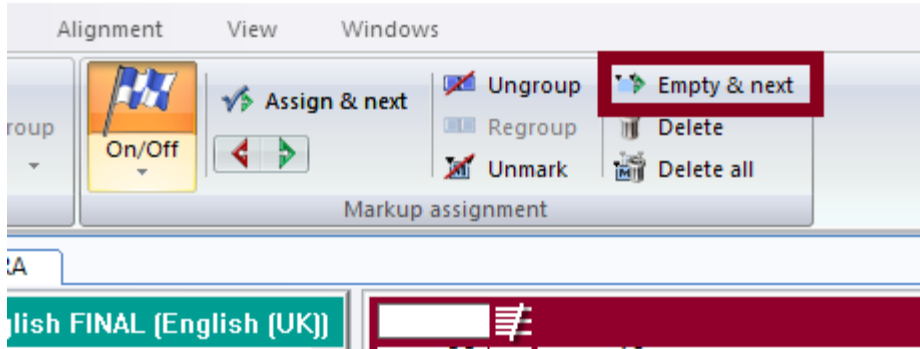 Alignment View Windows
Assign & next Ungroup Empty & next
roup On/Off Regroup Delete
Unmark Delete all
Markup assignment
RA
lish FINAL (English (UK))